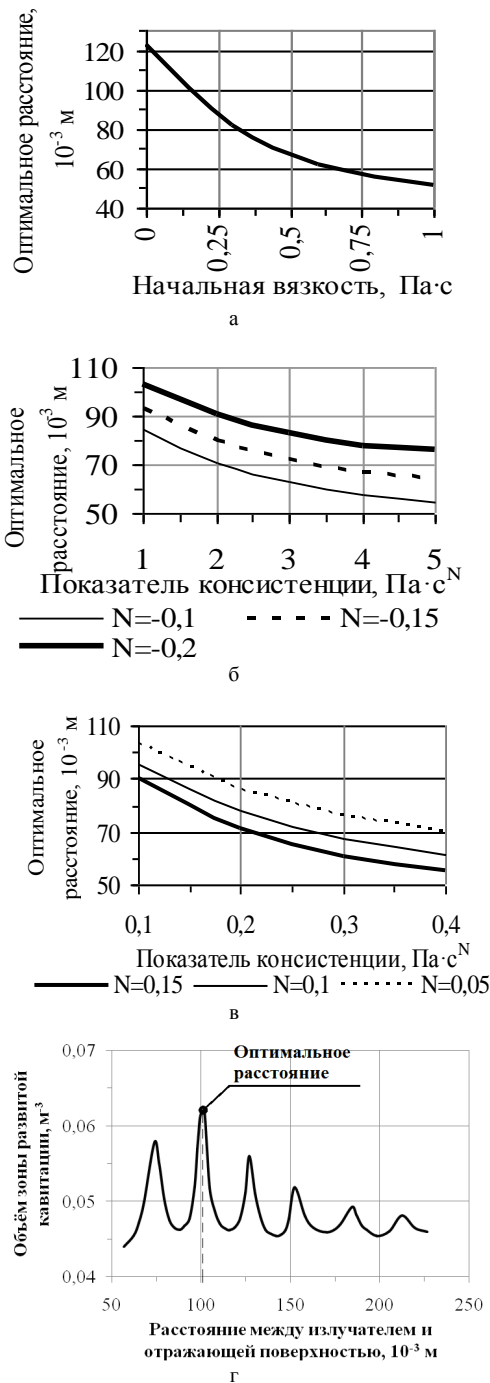 Оптимальное расстояние,
10⁻³ м
120
100
80
60
40
0
0,25
0,5
0,75
1
Начальная вязкость, Па·с
а
Оптимальное
расстояние, 10⁻³ м
110
90
70
50
1 2 3 4 5
Показатель консистенции, Па·сᴺ
N=-0,1 N=-0,15
N=-0,2
б
Оптимальное
расстояние, 10⁻³ м
110
90
70
50
0,1 0,2 0,3 0,4
Показатель консистенции, Па·сᴺ
N=0,15 N=0,1 N=0,05
в
Объём зоны развитой
кавитации, м⁻³
0,07
0,06
0,05
0,04
Оптимальное
расстояние
50 100 150 200 250
Расстояние между излучателем и
отражающей поверхностью, 10⁻³ м
г